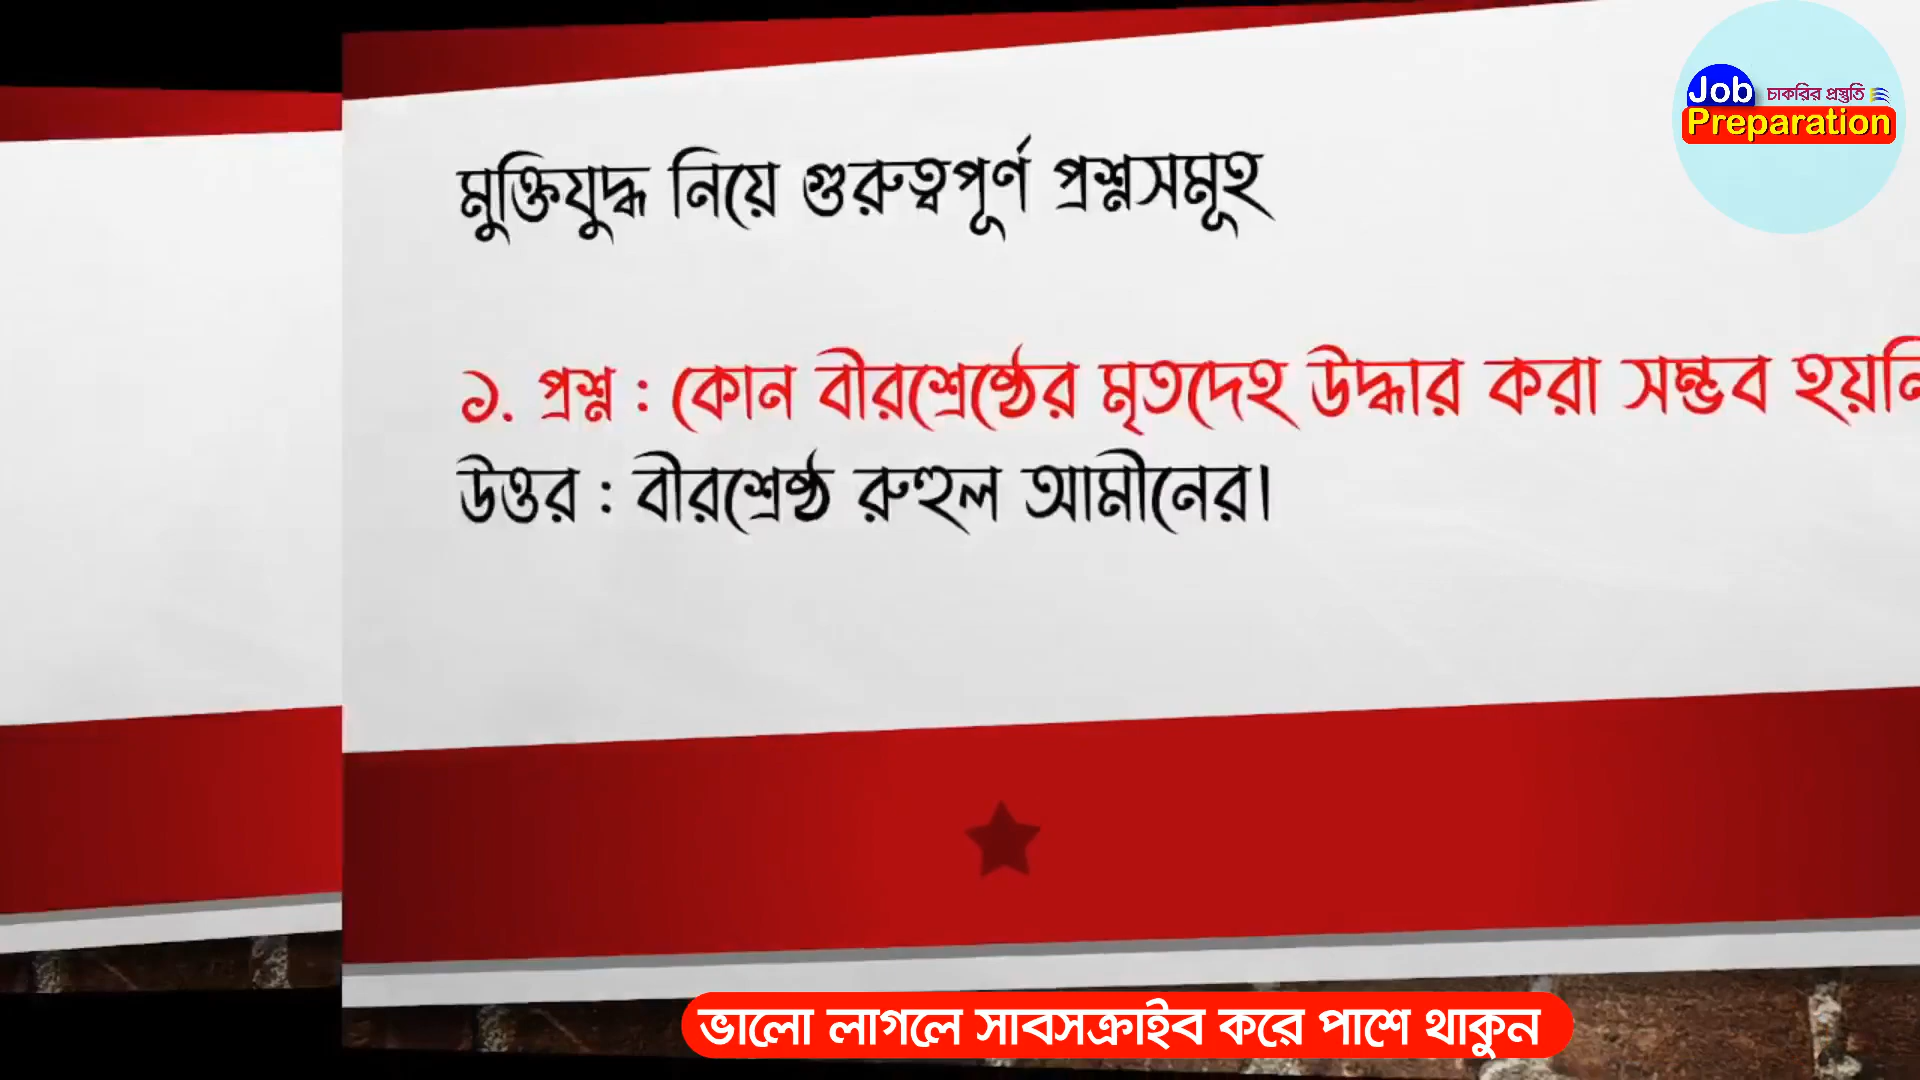 Job চাকরির প্রস্তুতি
Preparation
মুক্তিযুদ্ধ নিয়ে গুরুত্বপূর্ণ প্রশ্নসমূহ
১. প্রশ্ন : কোন বীরশ্রেষ্ঠের মৃতদেহ উদ্ধার করা সম্ভব হয়নি
উত্তর : বীরশ্রেষ্ঠ রুহুল আমীনের।
ভালো লাগলে সাবসক্রাইব করে পাশে থাকুন